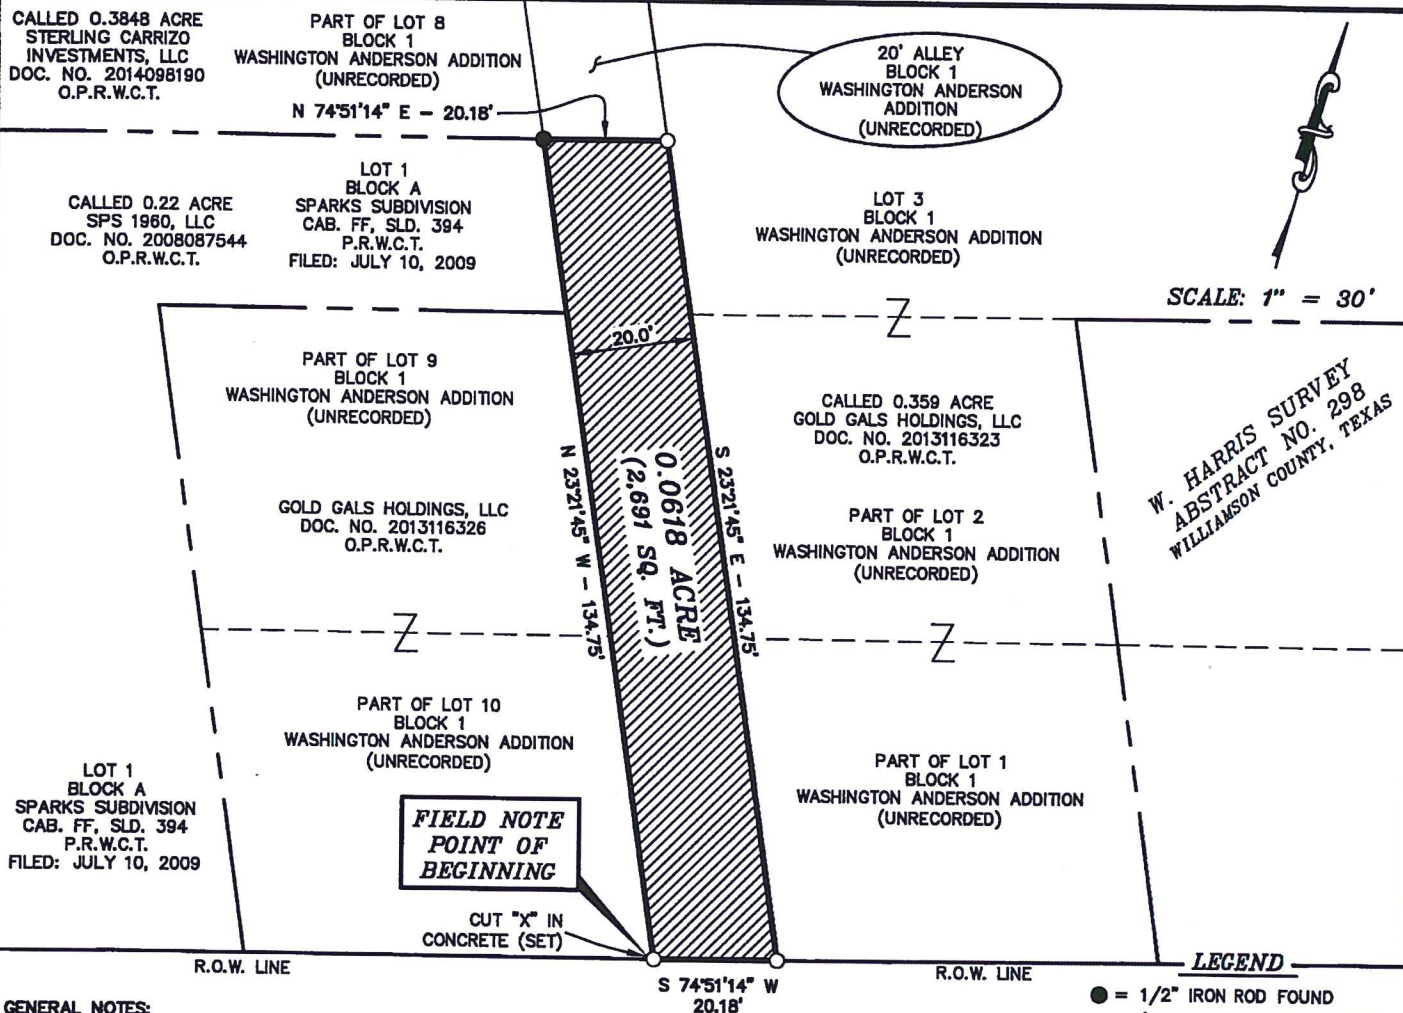 CALLED 0.3848 ACRE
STERLING CARRIZO
INVESTMENTS, LLC
DOC. NO. 2014098190
O.P.R.W.C.T.
PART OF LOT 8
BLOCK 1
WASHINGTON ANDERSON ADDITION
(UNRECORDED)
N 74°51'14" E - 20.18'
20' ALLEY
BLOCK 1
WASHINGTON ANDERSON
ADDITION
(UNRECORDED)
CALLED 0.22 ACRE
SPS 1960, LLC
DOC. NO. 2008087544
O.P.R.W.C.T.
LOT 1
BLOCK A
SPARKS SUBDIVISION
CAB. FF, SLD. 394
P.R.W.C.T.
FILED: JULY 10, 2009
LOT 3
BLOCK 1
WASHINGTON ANDERSON ADDITION
(UNRECORDED)
SCALE: 1" = 30'
20.0'
PART OF LOT 9
BLOCK 1
WASHINGTON ANDERSON ADDITION
(UNRECORDED)
CALLED 0.359 ACRE
GOLD GALS HOLDINGS, LLC
DOC. NO. 2013116323
O.P.R.W.C.T.
W. HARRIS SURVEY
ABSTRACT NO. 298
WILLIAMSON COUNTY, TEXAS
N 23°21'45" W - 134.75'
0.0618 ACRE
(2,691 SQ. FT.)
S 23°21'45" E - 134.75'
GOLD GALS HOLDINGS, LLC
DOC. NO. 2013116326
O.P.R.W.C.T.
PART OF LOT 2
BLOCK 1
WASHINGTON ANDERSON ADDITION
(UNRECORDED)
PART OF LOT 10
BLOCK 1
WASHINGTON ANDERSON ADDITION
(UNRECORDED)
LOT 1
BLOCK A
SPARKS SUBDIVISION
CAB. FF, SLD. 394
P.R.W.C.T.
FILED: JULY 10, 2009
PART OF LOT 1
BLOCK 1
WASHINGTON ANDERSON ADDITION
(UNRECORDED)
FIELD NOTE
POINT OF
BEGINNING
CUT "X" IN
CONCRETE (SET)
R.O.W. LINE
S 74°51'14" W
20.18'
R.O.W. LINE
LEGEND
= 1/2" IRON ROD FOUND
GENERAL NOTES: